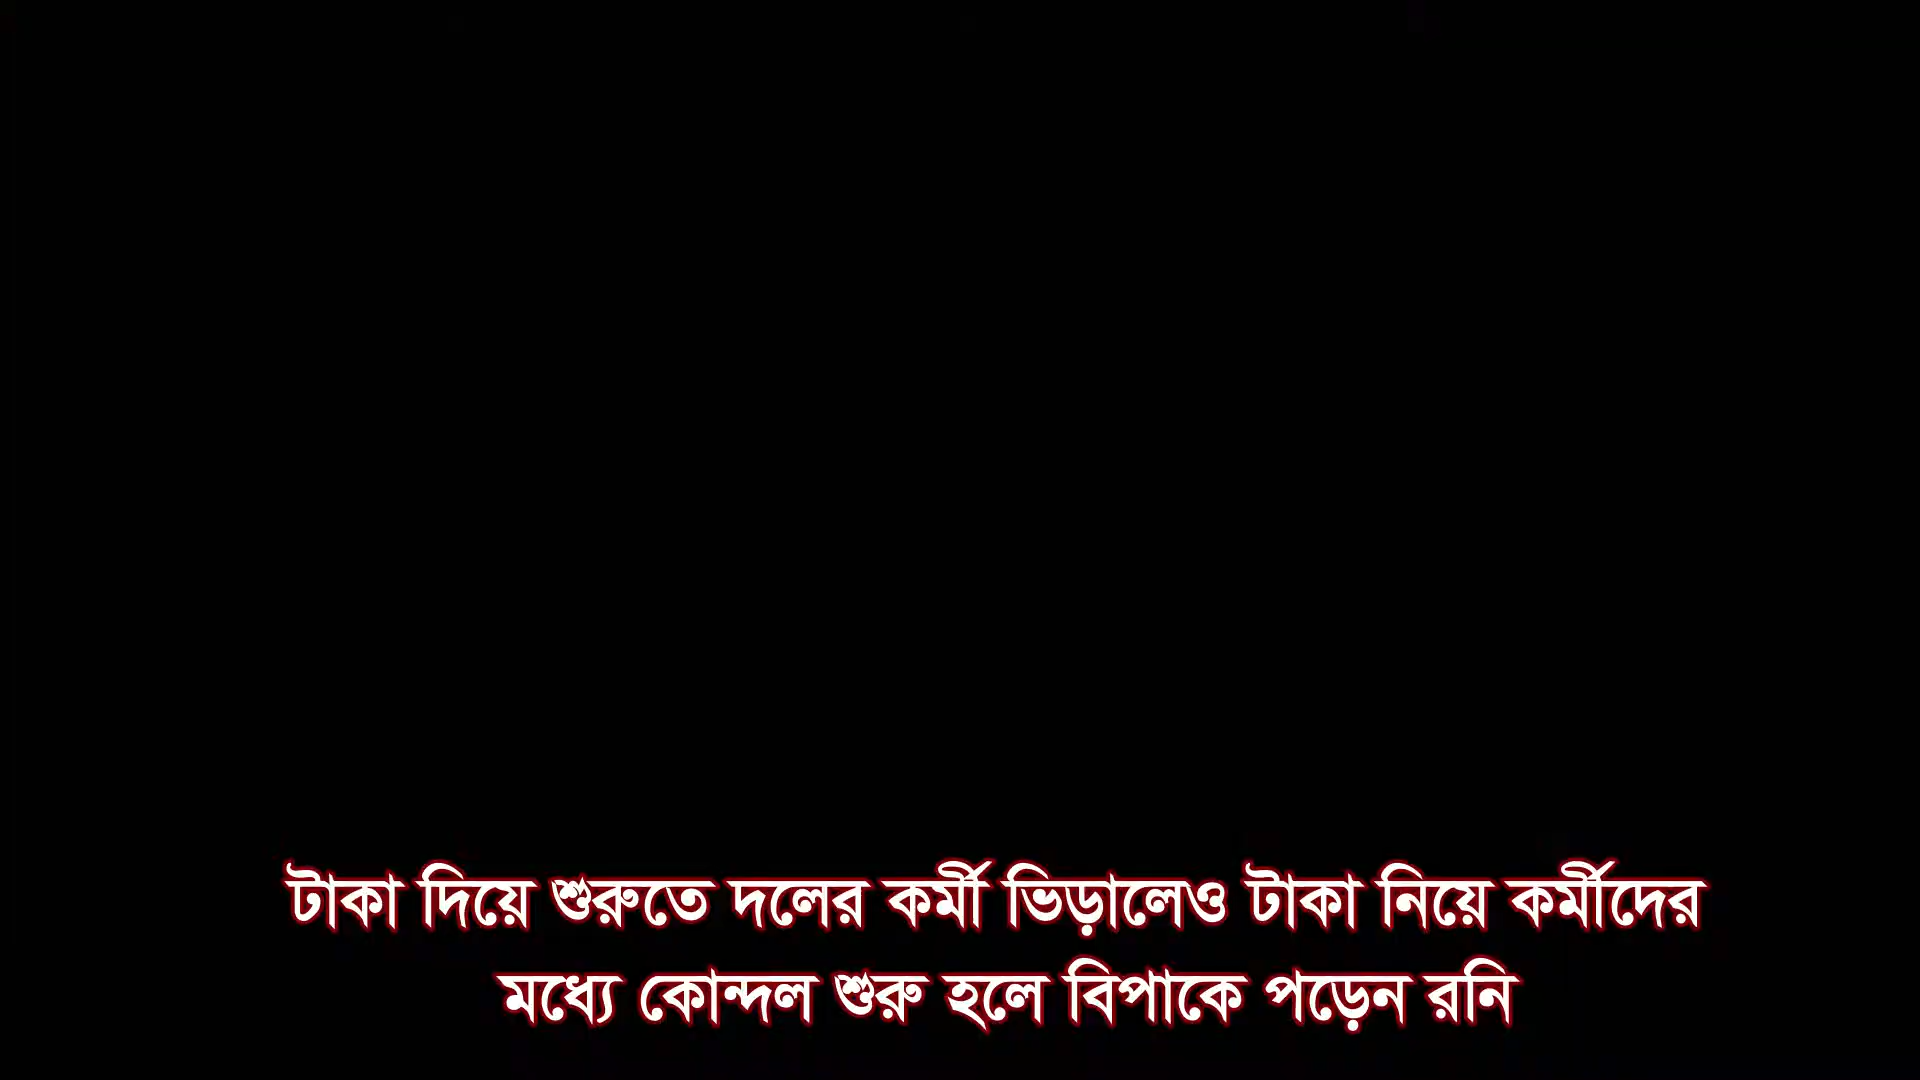 টাকা দিয়ে শুরুতে দলের কর্মী ভিড়ালেও টাকা নিয়ে কর্মীদের
মধ্যে কোন্দল শুরু হলে বিপাকে পড়েন রনি